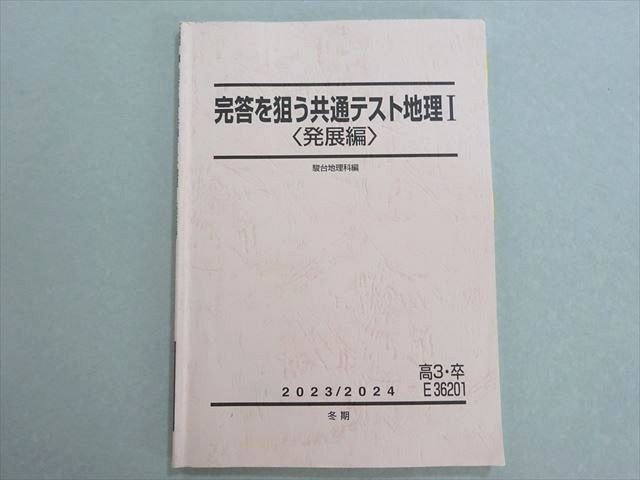 完答を狙う共通テスト地理Ⅰ
〈発展編〉
駿台地理科編
高3・卒
2023/2024 E36201
冬期